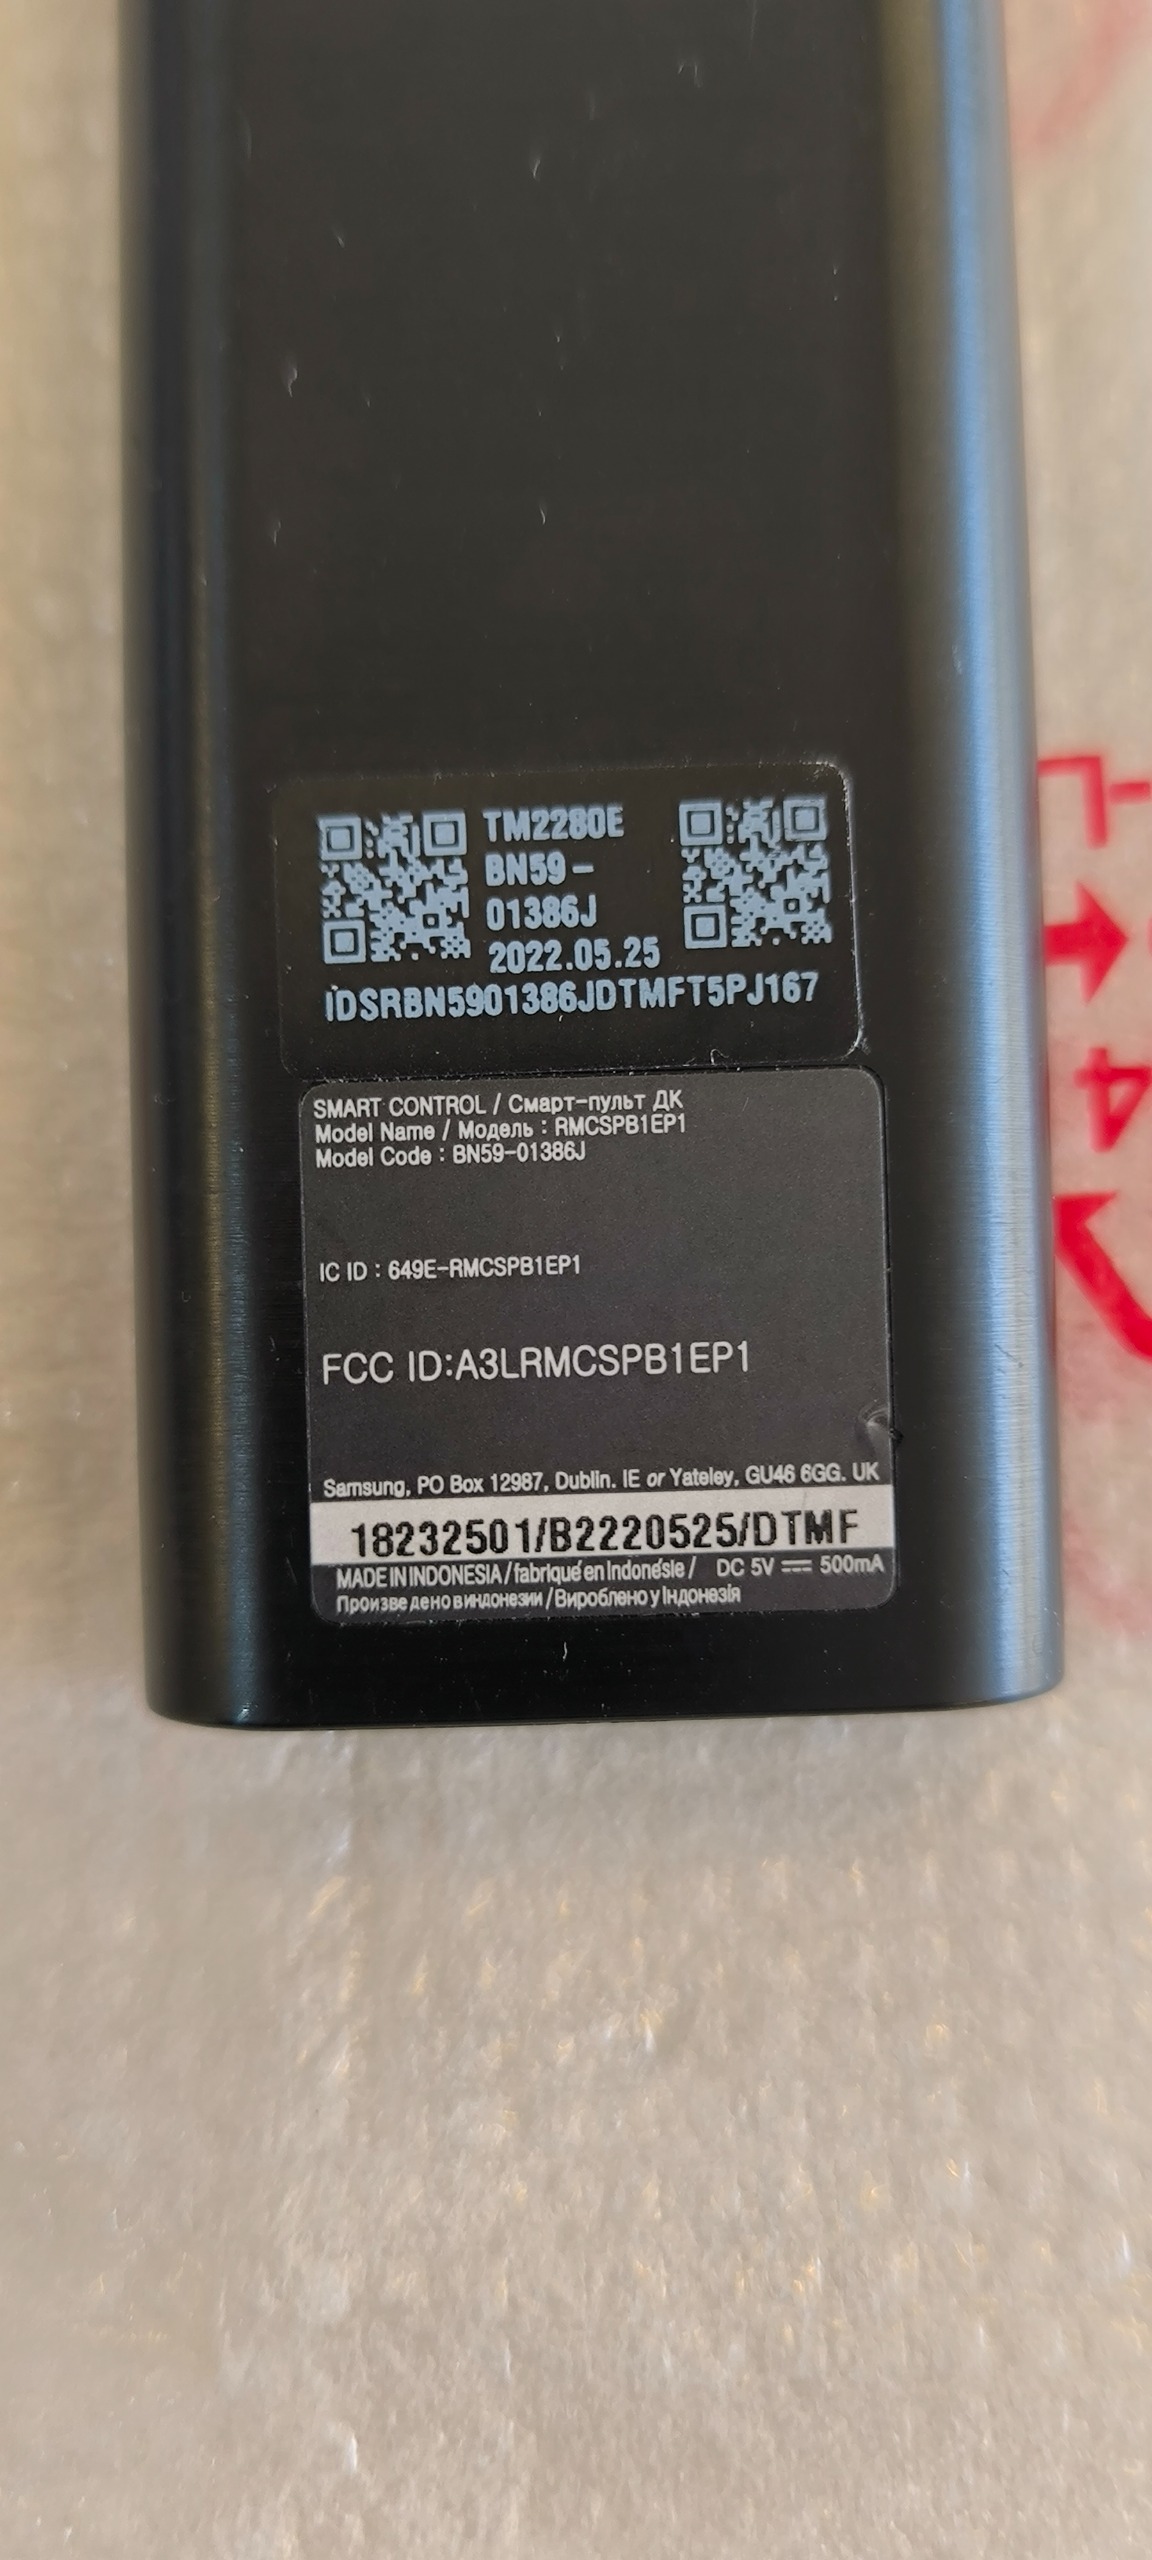 TM2280E
BN59-
01386J
2022.05.25
IDSRBN5901386JDTMFT5PJ167
SMART CONTROL / Смарт-пульт ДК
Model Name / Модель : RMCSPB1EP1
Model Code : BN59-01386J
IC ID : 649E-RMCSPB1EP1
FCC ID:A3LRMCSPB1EP1
Samsung, PO Box 12987, Dublin. IE or Yateley, GU46 6GG. UK
18232501/B2220525/DTMF
MADE IN INDONESIA / fabriqué en Indonésie / DC 5V ⎓ 500mA
Произведено в индонезии / Вироблено у Індонезія
4